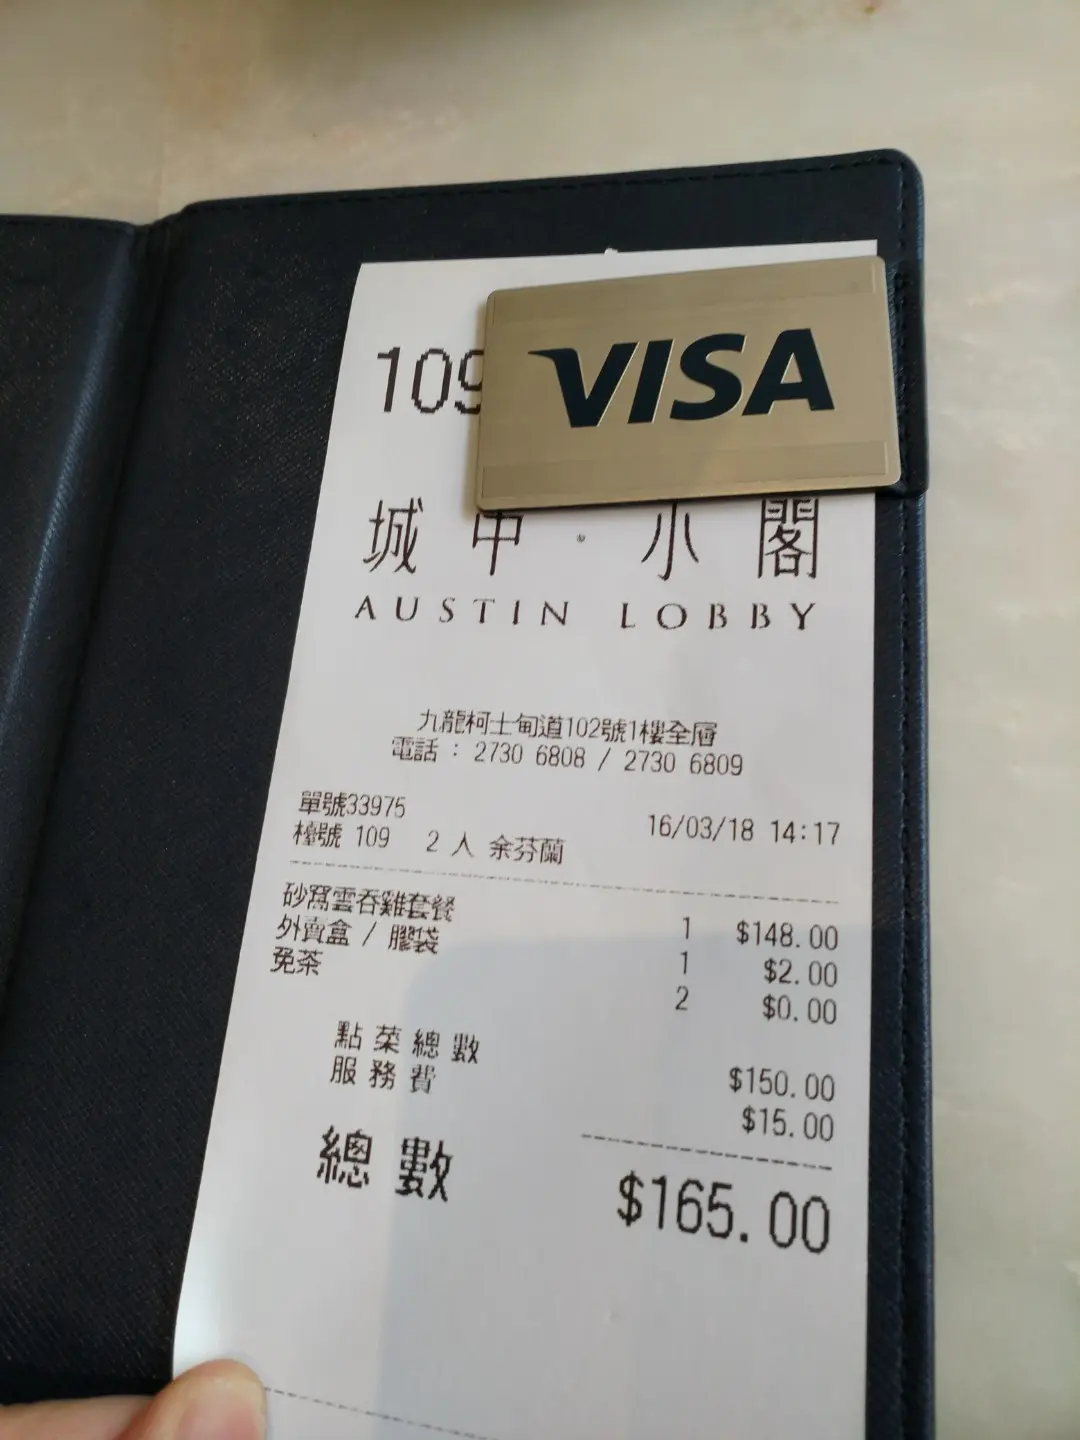 VISA
109
城中·小閣
AUSTIN LOBBY
九龍柯士甸道102號1樓全層
電話 : 2730 6808 / 2730 6809
單號33975
16/03/18 14:17
檯號 109 2 人 余芬蘭
砂窩雲吞雞套餐 1 $148.00
外賣盒 / 膠袋 1 $2.00
免茶 2 $0.00
點菜總數 $150.00
服務費 $15.00
總數 $165.00